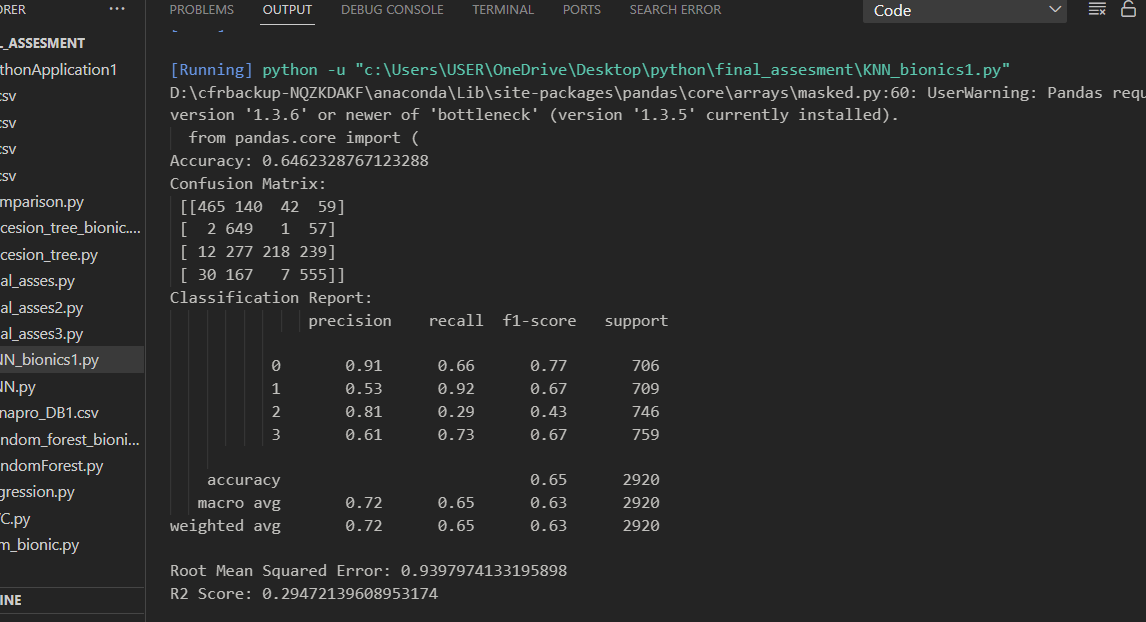 ORER ...
PROBLEMS OUTPUT DEBUG CONSOLE TERMINAL PORTS SEARCH ERROR Code
L_ASSESMENT
thonApplication1
csv
csv
csv
csv
mparison.py
cesion_tree_bionic....
cesion_tree.py
al_asses.py
al_asses2.py
al_asses3.py
NN_bionics1.py
NN.py
napro_DB1.csv
ndom_forest_bioni...
ndomForest.py
gression.py
C.py
m_bionic.py
INE
[Running] python -u "c:\Users\USER\OneDrive\Desktop\python\final_assesment\KNN_bionics1.py"
D:\cfrbackup-NQZKDAKF\anaconda\Lib\site-packages\pandas\core\arrays\masked.py:60: UserWarning: Pandas requ
version '1.3.6' or newer of 'bottleneck' (version '1.3.5' currently installed).
from pandas.core import (
Accuracy: 0.6462328767123288
Confusion Matrix:
[[465 140 42 59]
[ 2 649 1 57]
[ 12 277 218 239]
[ 30 167 7 555]]
Classification Report:
precision recall f1-score support
0 0.91 0.66 0.77 706
1 0.53 0.92 0.67 709
2 0.81 0.29 0.43 746
3 0.61 0.73 0.67 759
accuracy 0.65 2920
macro avg 0.72 0.65 0.63 2920
weighted avg 0.72 0.65 0.63 2920
Root Mean Squared Error: 0.9397974133195898
R2 Score: 0.29472139608953174